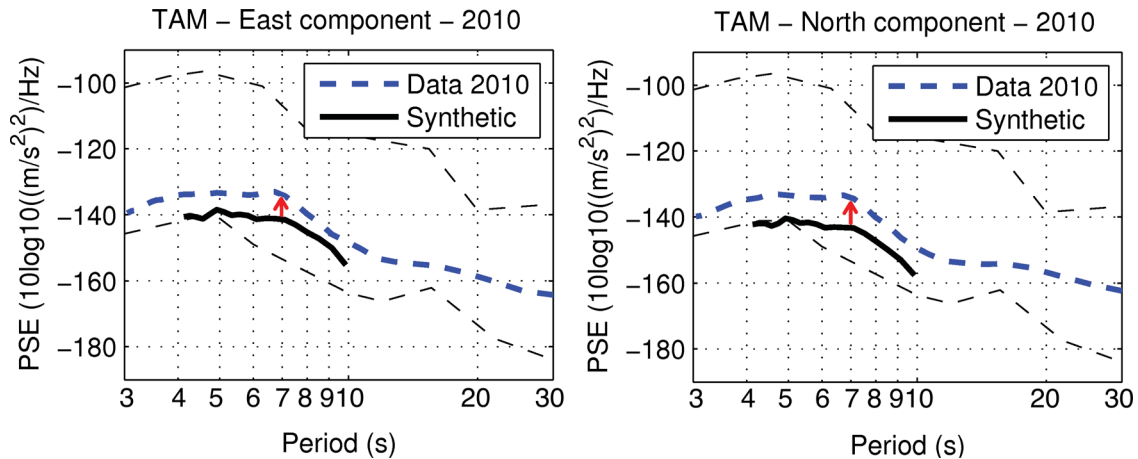 TAM – East component – 2010
PSE (10log10((m/s²)²)/Hz)
−100
−120
−140
−160
−180
Data 2010
Synthetic
3 4 5 6 7 8 9 10 20 30
Period (s)
TAM – North component – 2010
PSE (10log10((m/s²)²)/Hz)
−100
−120
−140
−160
−180
Data 2010
Synthetic
3 4 5 6 7 8 9 10 20 30
Period (s)